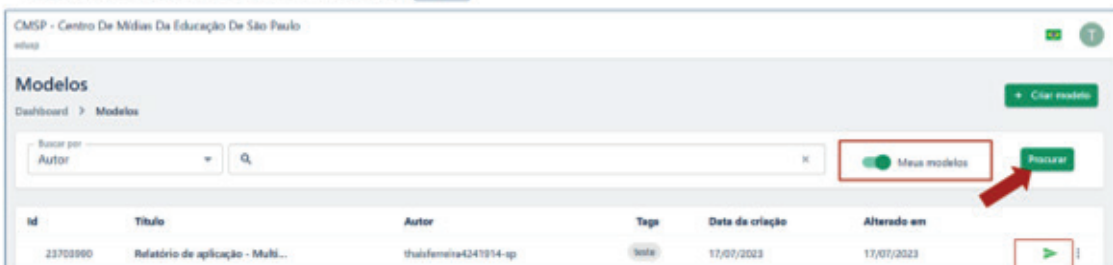 CMSP - Centro De Mídias Da Educação De São Paulo
edusp
T
Modelos
+ Criar modelo
Dashboard > Modelos
Buscar por
Autor
× Meus modelos Procurar
Id Título Autor Tags Data da criação Alterado em
23703990 Relatório de aplicação - Multi... thaisferreira4241914-sp teste 17/07/2023 17/07/2023